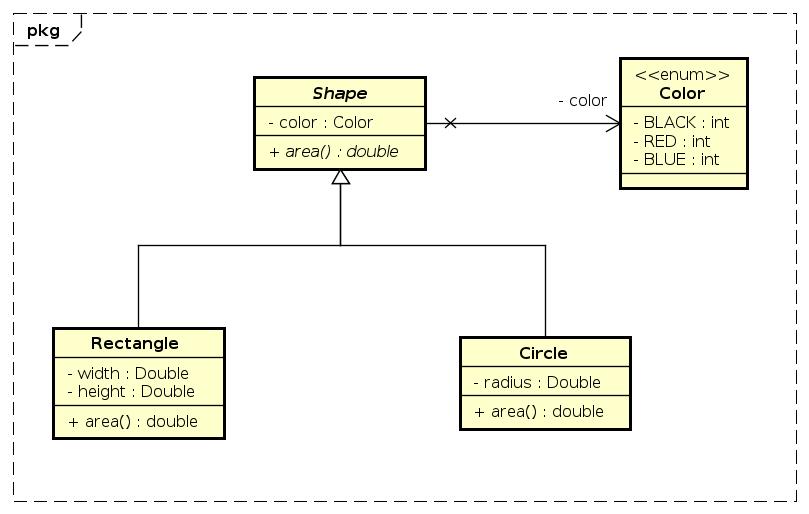 pkg
Shape
- color : Color
+ area() : double
- color
<<enum>>
Color
- BLACK : int
- RED : int
- BLUE : int
Rectangle
- width : Double
- height : Double
+ area() : double
Circle
- radius : Double
+ area() : double